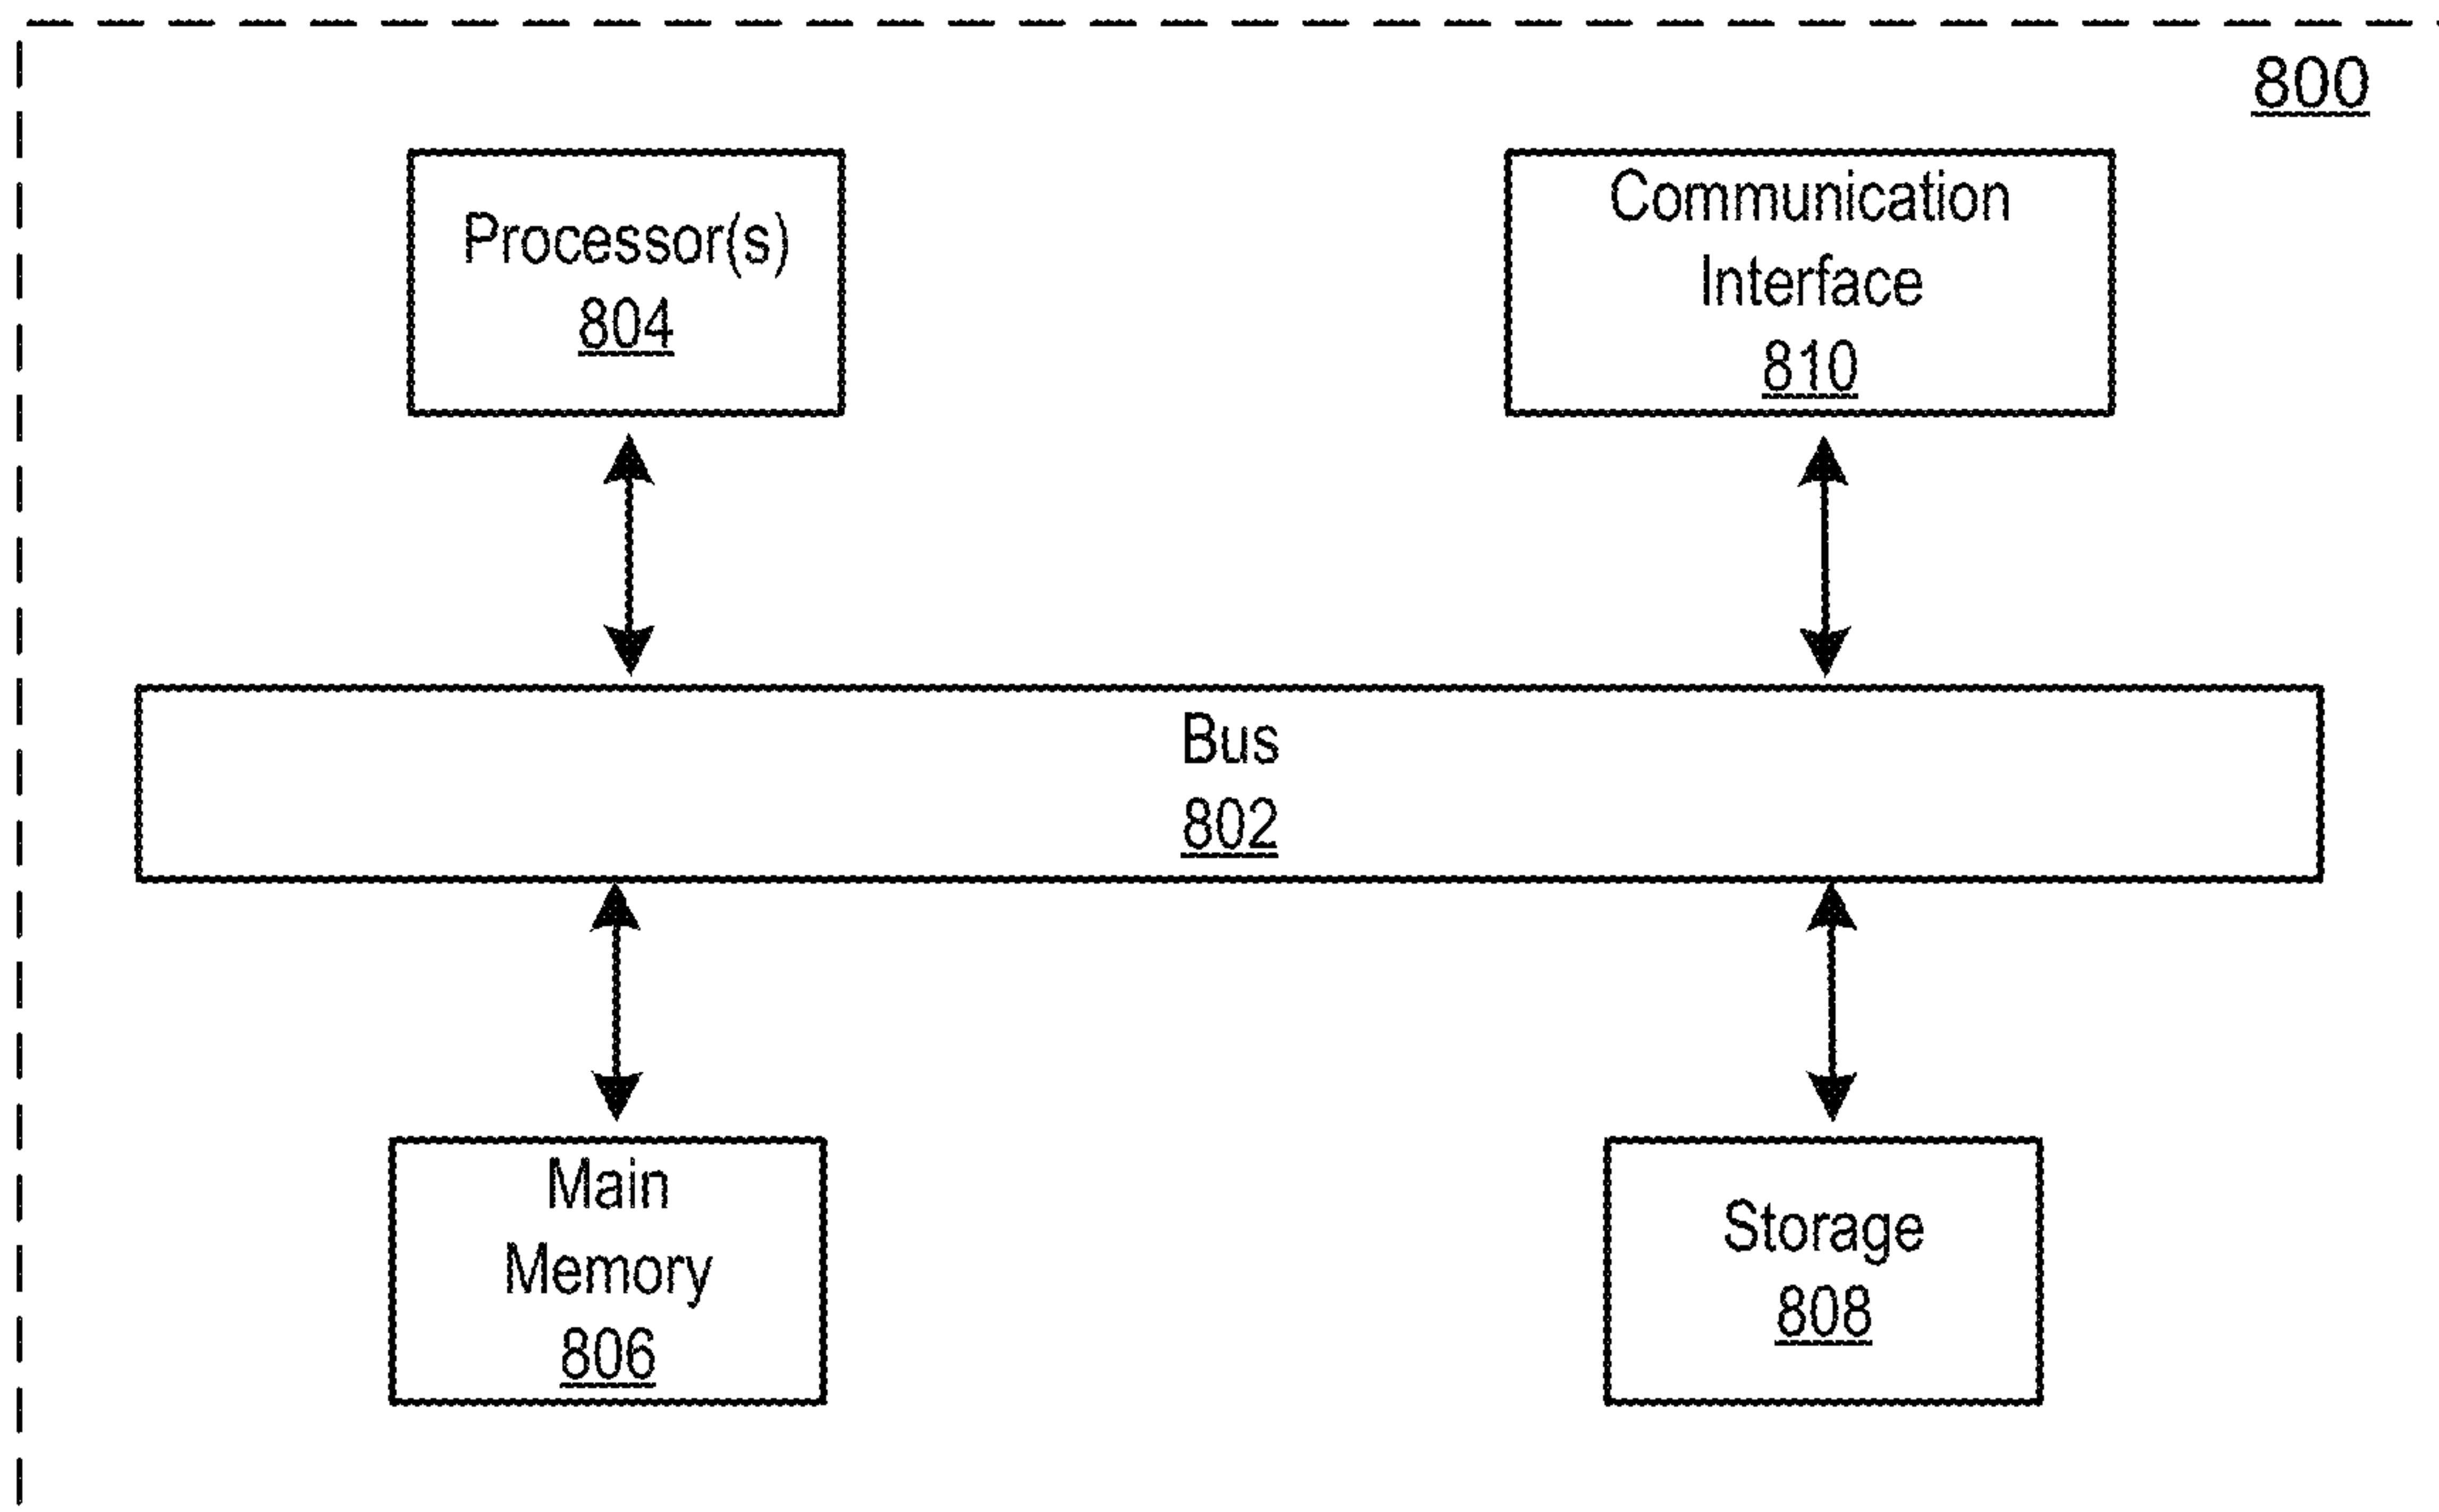 800
Processor(s)
804
Communication
Interface
810
Bus
802
Main
Memory
806
Storage
808